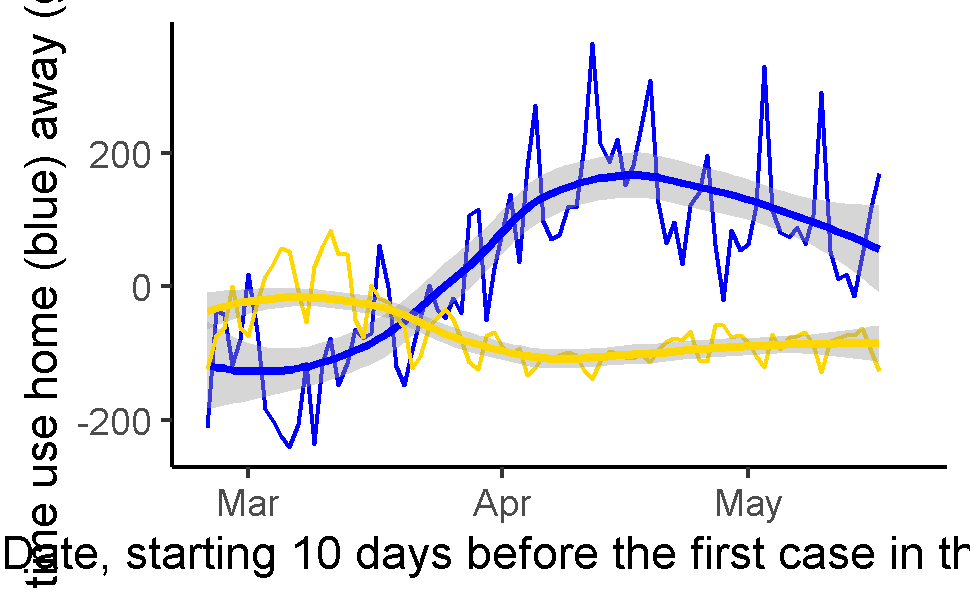 time use home (blue) away (
200
0
-200
Mar Apr May
Date, starting 10 days before the first case in th